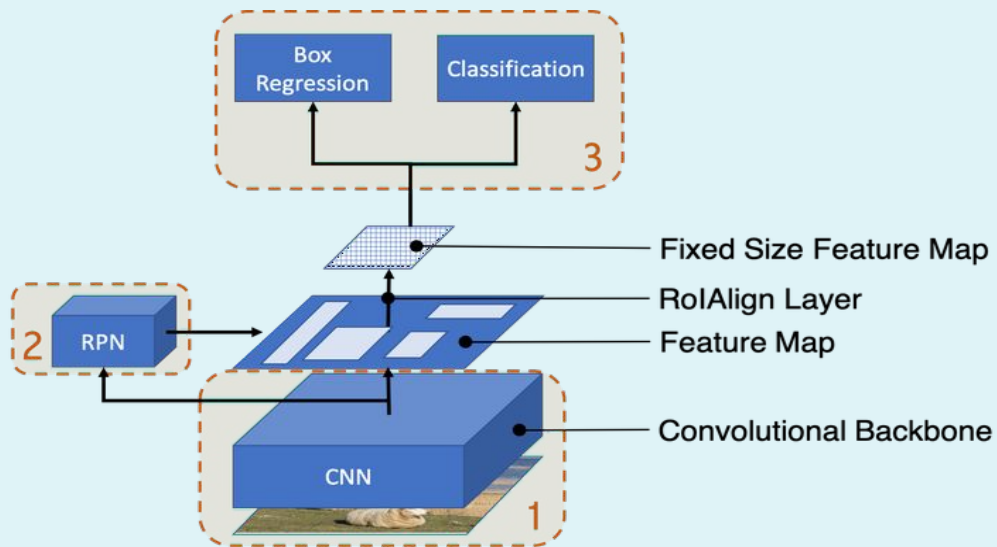 Box
Regression
Classification
3
Fixed Size Feature Map
RoIAlign Layer
Feature Map
2
RPN
Convolutional Backbone
CNN
1